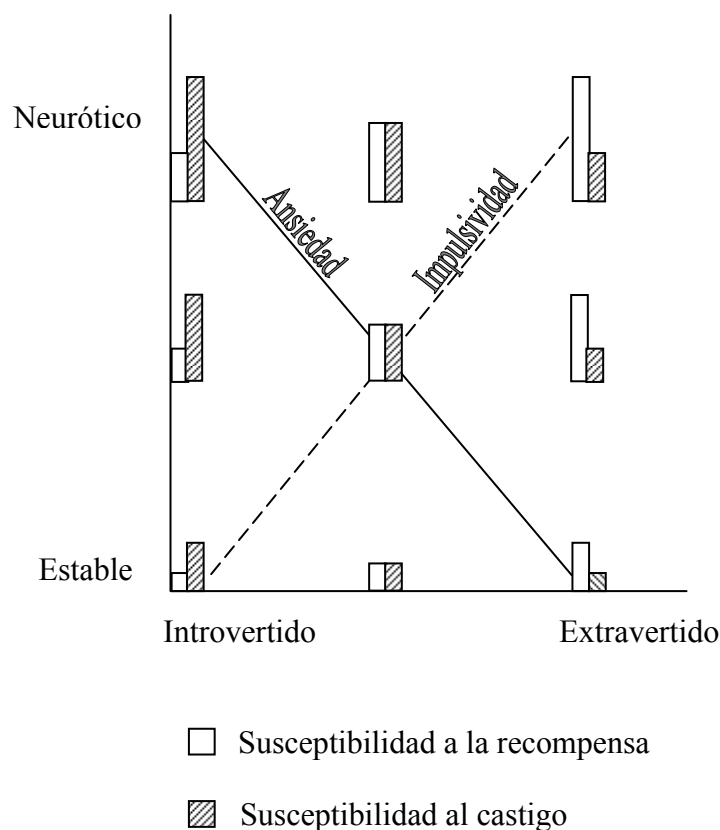 Neurótico
Ansiedad
Impulsividad
Estable
Introvertido
Extravertido
Susceptibilidad a la recompensa
Susceptibilidad al castigo